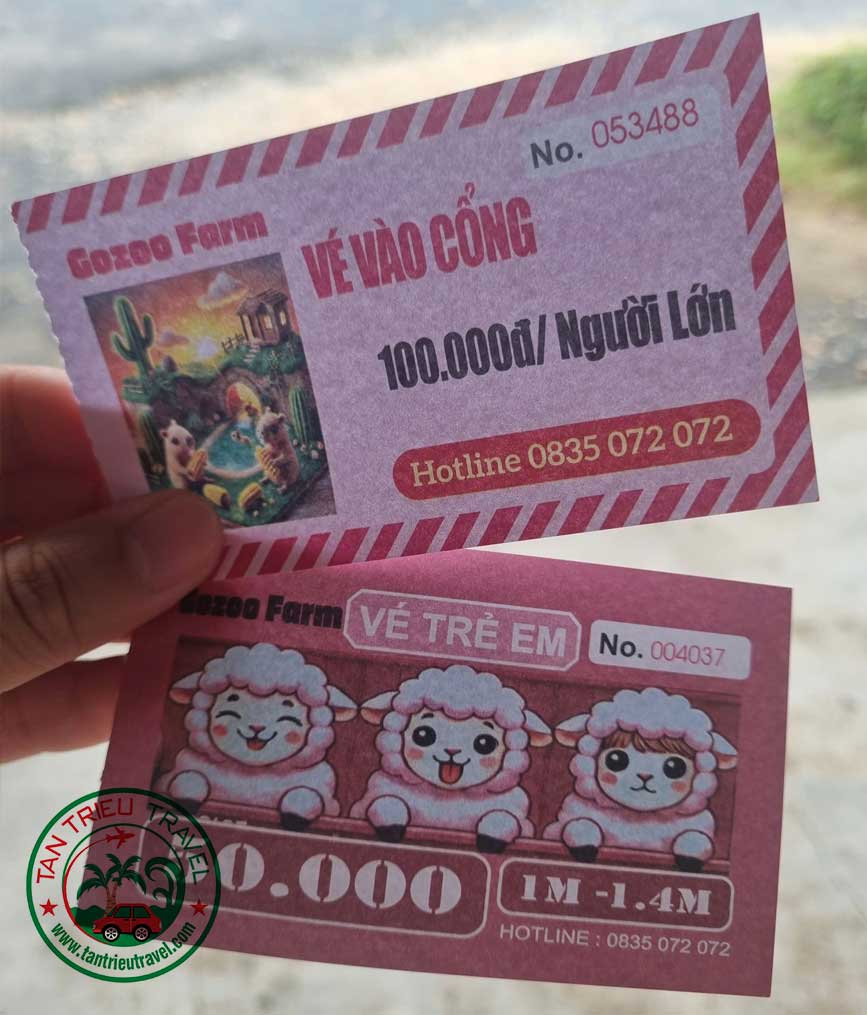 No. 053488
Gozoo Farm
VÉ VÀO CỔNG
100.000đ/ Người Lớn
Hotline 0835 072 072
Gozoo Farm
VÉ TRẺ EM
No. 004037
0.000
1M -1.4M
HOTLINE : 0835 072 072
TAN TRIEU TRAVEL
www.tantrieutravel.com